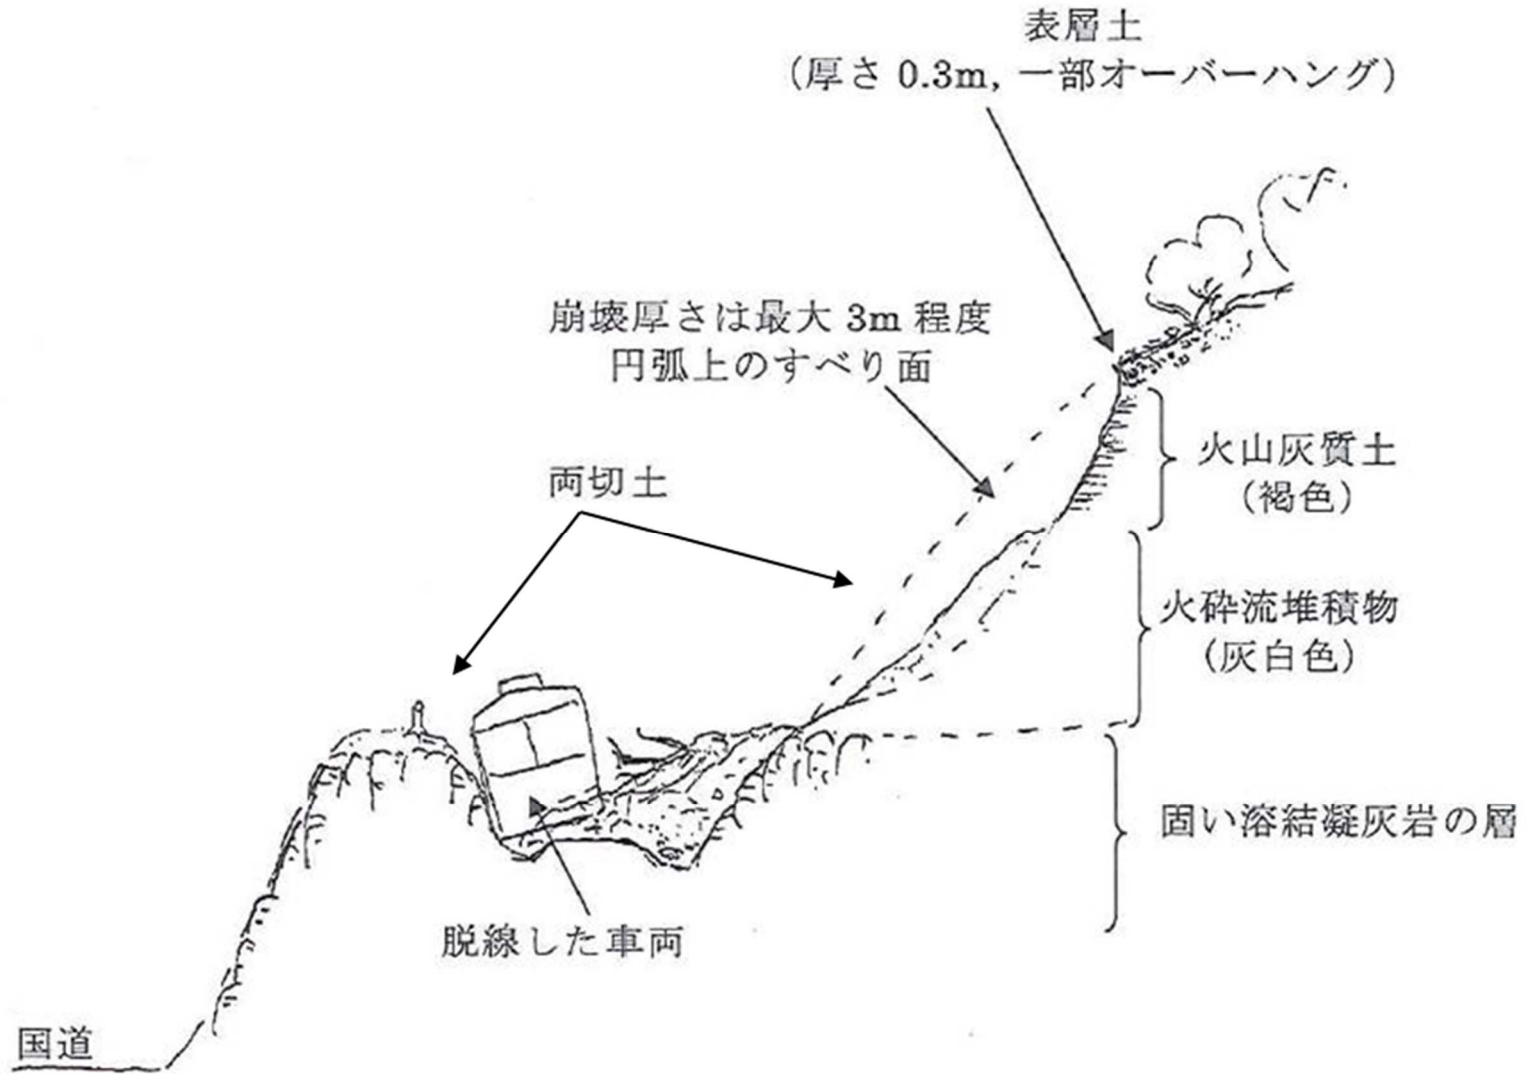 表層土
(厚さ 0.3m, 一部オーバーハング)
崩壊厚さは最大 3m 程度
円弧上のすべり面
両切土
火山灰質土
(褐色)
火砕流堆積物
(灰白色)
固い溶結凝灰岩の層
脱線した車両
国道